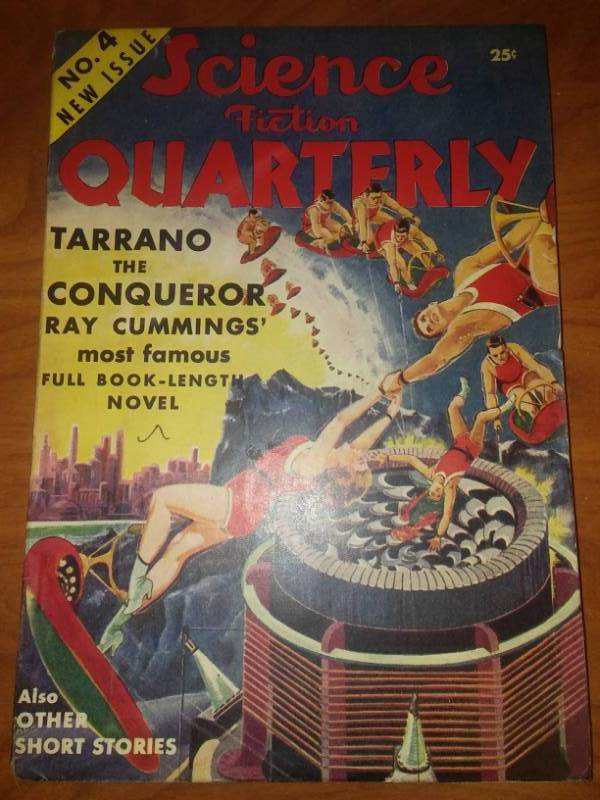 NO. 4
NEW ISSUE
Science
25¢
Fiction
QUARTERLY
TARRANO
THE
CONQUEROR
RAY CUMMINGS'
most famous
FULL BOOK-LENGTH
NOVEL
Also
OTHER
SHORT STORIES